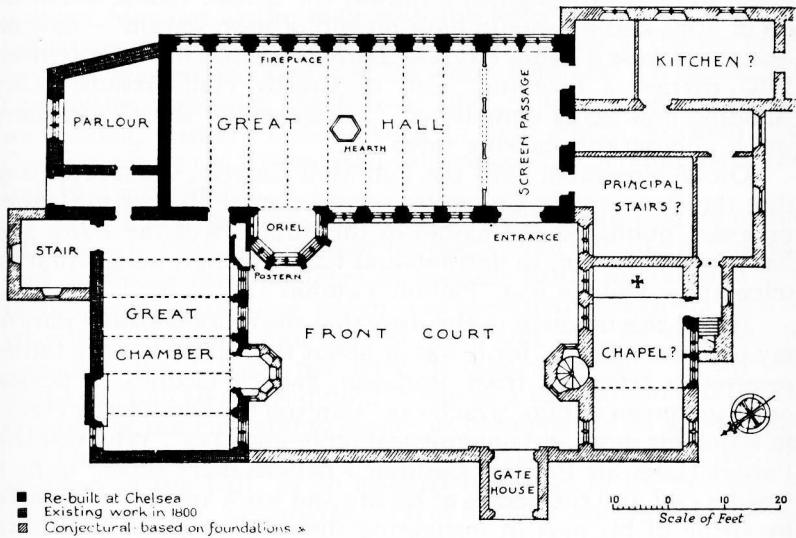 FIREPLACE
KITCHEN ?
PARLOUR
GREAT HALL
HEARTH
SCREEN PASSAGE
PRINCIPAL
STAIRS ?
ORIEL
ENTRANCE
STAIR
POSTERN
GREAT
CHAMBER
FRONT COURT
CHAPEL ?
GATE
HOUSE
Re-built at Chelsea
Existing work in 1800
Conjectural - based on foundations &
10 0 10 20
Scale of Feet